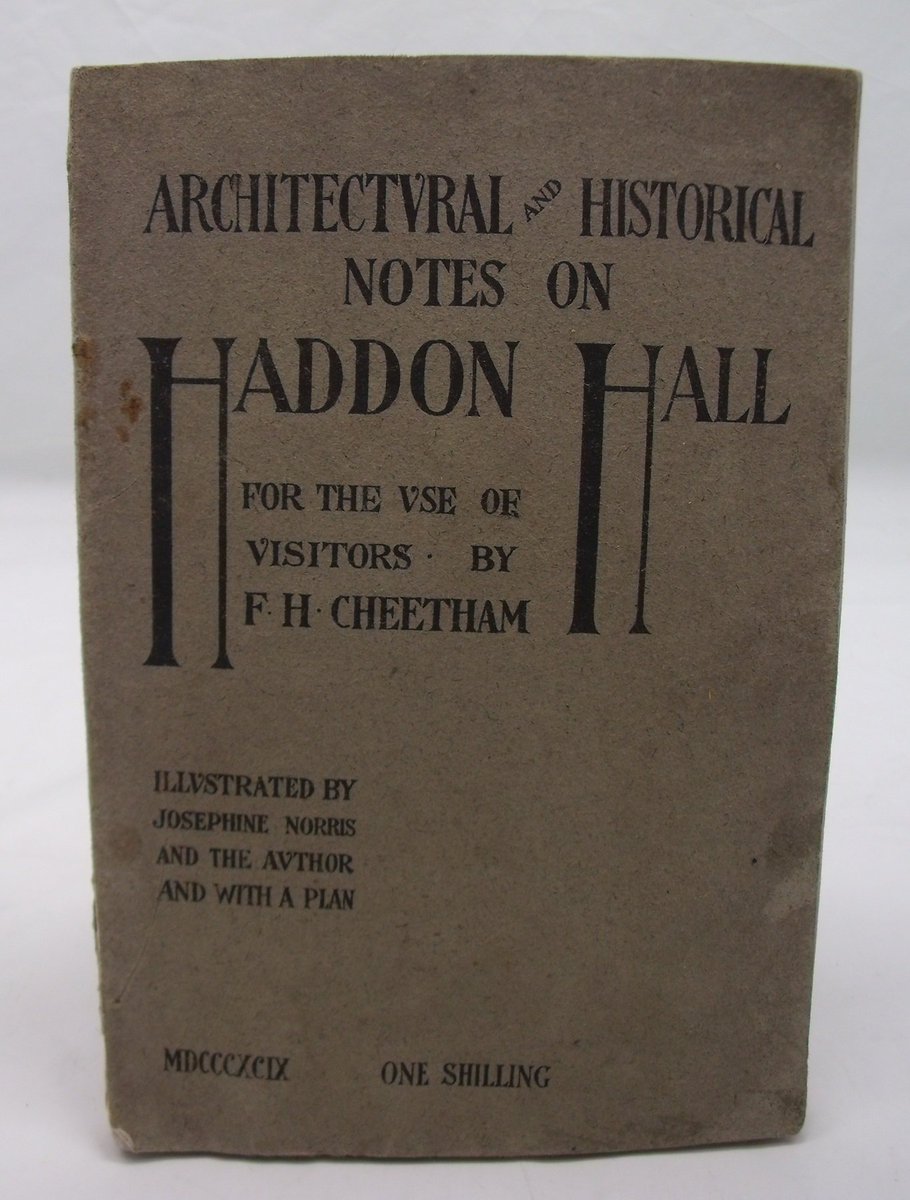 ARCHITECTVRAL AND HISTORICAL
NOTES ON
HADDON HALL
FOR THE VSE OF
VISITORS · BY
F · H · CHEETHAM
ILLVSTRATED BY
JOSEPHINE NORRIS
AND THE AVTHOR
AND WITH A PLAN
MDCCCXCIX ONE SHILLING